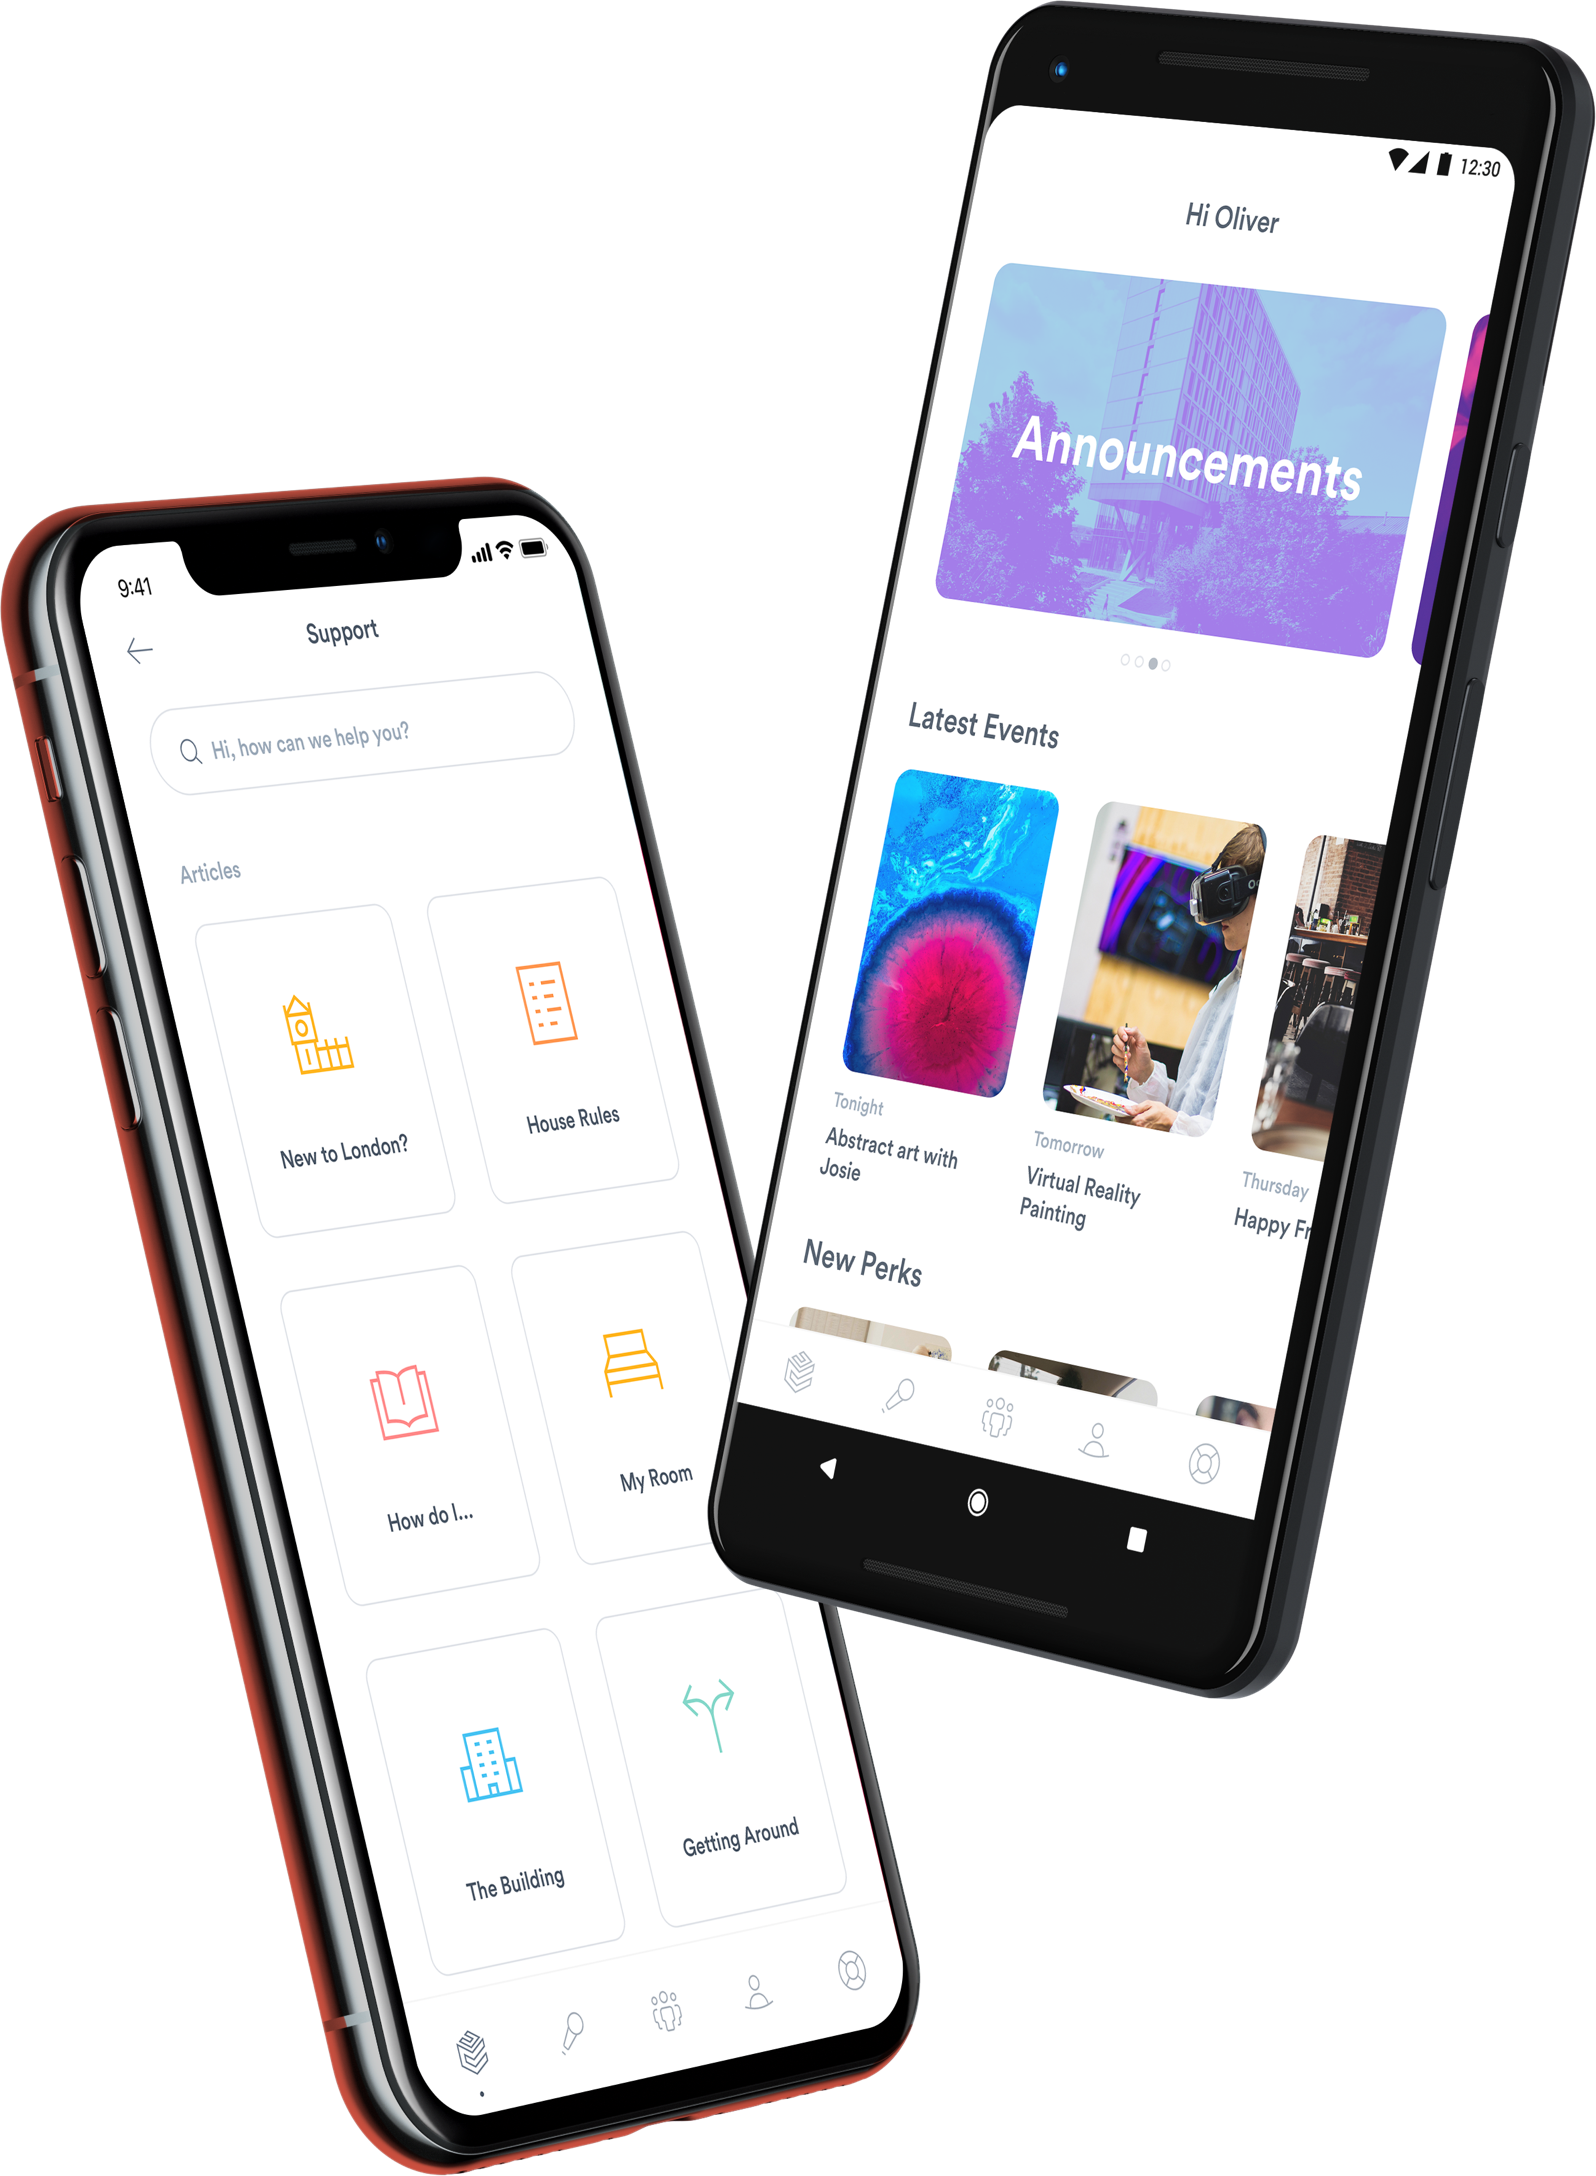 9:41
Support
Hi, how can we help you?
Articles
New to London?
House Rules
How do I...
My Room
The Building
Getting Around
12:30
Hi Oliver
Announcements
Latest Events
Tonight
Abstract art with
Josie
Tomorrow
Virtual Reality
Painting
Thursday
Happy Fr
New Perks